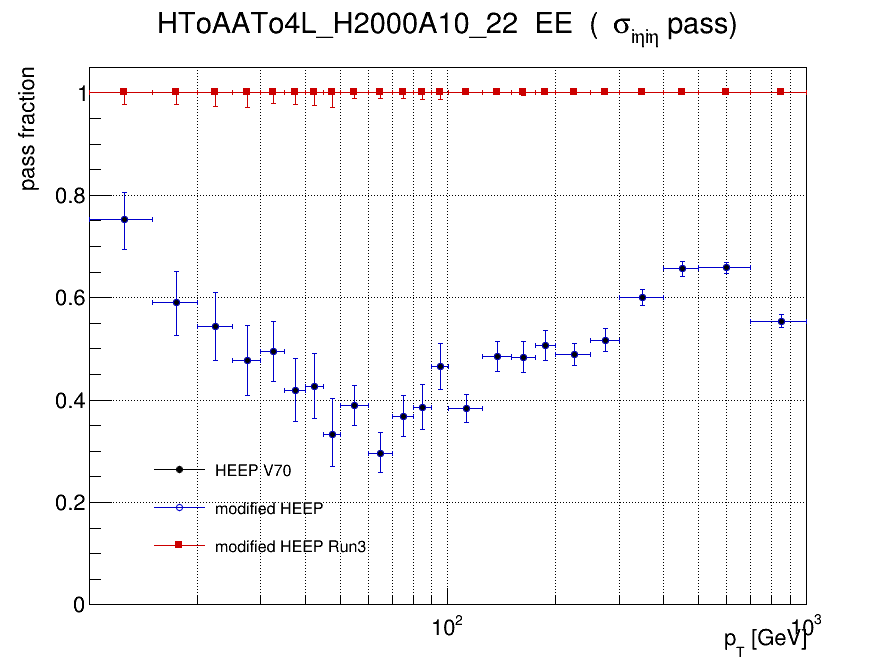 HToAATo4L_H2000A10_22 EE ( σiηiη pass)
pass fraction
1
0.8
0.6
0.4
0.2
0
HEEP V70
modified HEEP
modified HEEP Run3
10²
10³
pT [GeV]